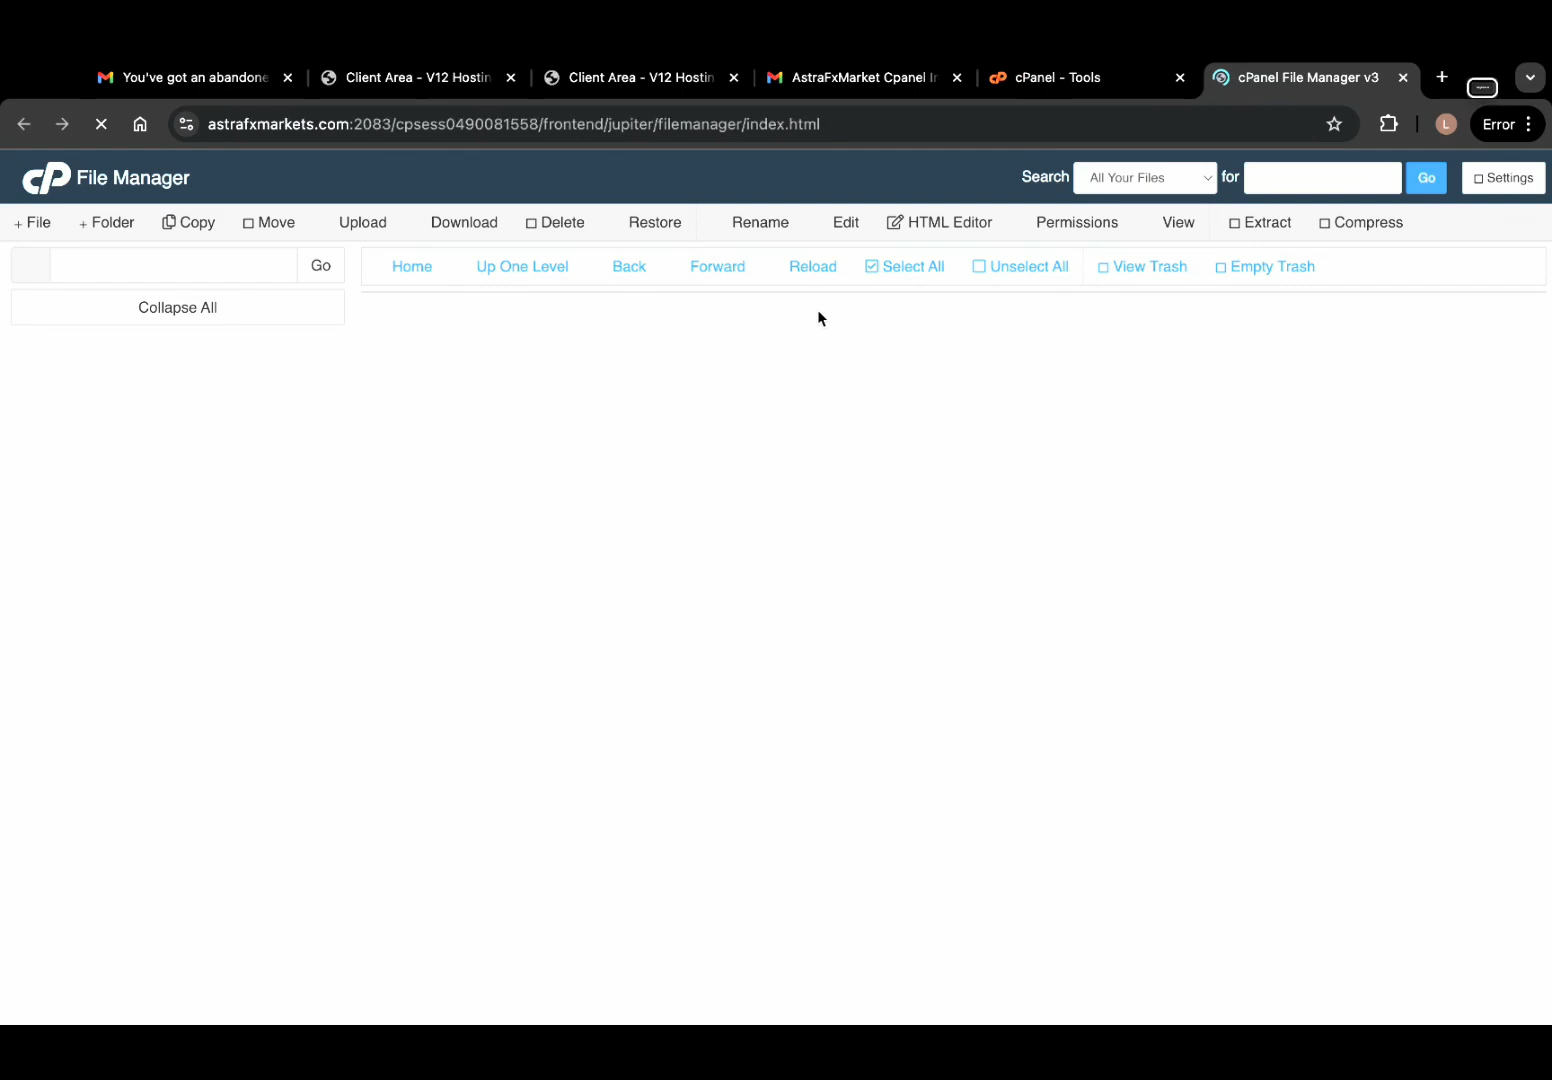 You've got an abandone
Client Area - V12 Hostin
Client Area - V12 Hostin
AstraFxMarket Cpanel Ir
cPanel - Tools
cPanel File Manager v3
astrafxmarkets.com:2083/cpsess0490081558/frontend/jupiter/filemanager/index.html
L
Error
cP File Manager
Search All Your Files for Go Settings
+ File + Folder Copy Move Upload Download Delete Restore Rename Edit HTML Editor Permissions View Extract Compress
Go Home Up One Level Back Forward Reload Select All Unselect All View Trash Empty Trash
Collapse All